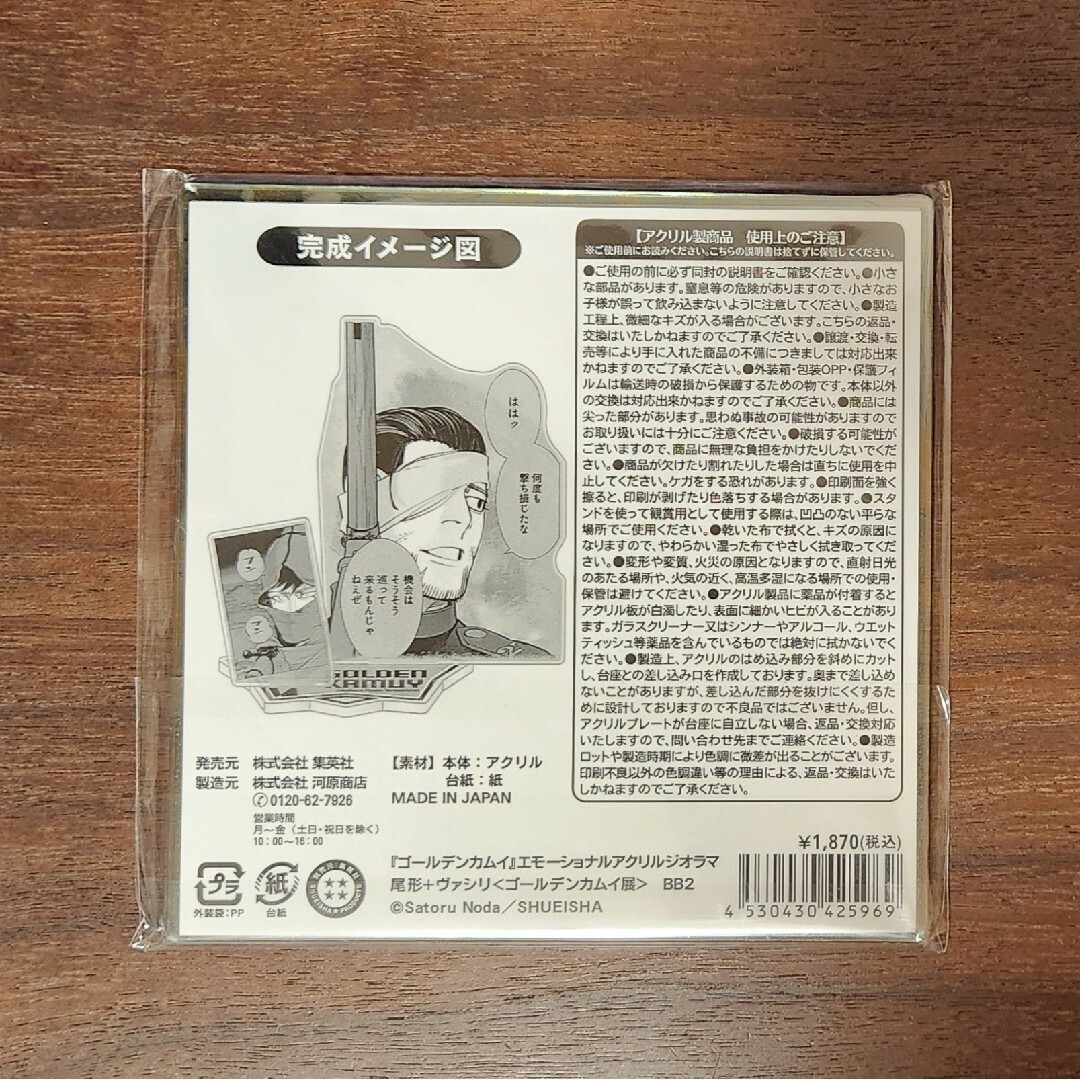 完成イメージ図
ははッ
何度も
撃ち損じたな
機会は
そうそう
巡って
来るもんじゃ
ねえぜ
GOLDEN
KAMUY
【アクリル製商品 使用上のご注意】
※ご使用前にお読みください。こちらの説明書は捨てずに保管してください。
●ご使用の前に必ず同封の説明書をご確認ください。●小さ
な部品があります。窒息等の危険がありますので、小さなお
子様が誤って飲み込まないように注意してください。●製造
工程上、微細なキズが入る場合がございます。こちらの返品・
交換はいたしかねますのでご了承ください。●譲渡・交換・転
売等により手に入れた商品の不備につきましては対応出来
かねますのでご了承ください。●外装箱・包装OPP・保護フィ
ルムは輸送時の破損から保護するための物です。本体以外
の交換は対応出来かねますのでご了承ください。●商品には
尖った部分があります。思わぬ事故の可能性がありますので
お取り扱いには十分にご注意ください。●破損する可能性が
ございますので、商品に無理な負担をかけたりしないでくだ
さい。●商品が欠けたり割れたりした場合は直ちに使用を中
止してください。ケガをする恐れがあります。●印刷面を強く
擦ると、印刷が剥げたり色落ちする場合があります。●スタ
ンドを使って観賞用として使用する際は、凹凸のない平らな
場所でご使用ください。●乾いた布で拭くと、キズの原因に
なりますので、やわらかい湿った布でやさしく拭き取ってくだ
さい。●変形や変質、火災の原因となりますので、直射日光
のあたる場所や、火気の近く、高温多湿になる場所での使用・
保管は避けてください。●アクリル製品に薬品が付着すると
アクリル板が白濁したり、表面に細かいヒビが入ることがあり
ます。ガラスクリーナー又はシンナーやアルコール、ウエット
ティッシュ等薬品を含んでいるものでは絶対に拭かないでく
ださい。●製造上、アクリルのはめ込み部分を斜めにカット
し、台座との差し込み口を作成しております。奥まで差し込め
ないことがありますが、差し込んだ部分を抜けにくくするた
めに設計しておりますので不良品ではございません。但し、
アクリルプレートが台座に自立しない場合、返品・交換対応
いたしますので、問い合わせ先までご連絡ください。●製造
ロットや製造時期により色調に微差が出ることがございます。
印刷不良以外の色調違い等の理由による、返品・交換はいた
しかねますのでご了承ください。
発売元 株式会社 集英社
製造元 株式会社 河原商店
✆0120-62-7926
営業時間
月～金(土日・祝日を除く)
10:00～16:00
【素材】本体:アクリル
台紙:紙
MADE IN JAPAN
¥1,870(税込)
プラ
外装袋:PP
紙
台紙
『ゴールデンカムイ』エモーショナルアクリルジオラマ
尾形+ヴァシリ<ゴールデンカムイ展> BB2
©Satoru Noda/SHUEISHA
4 530430 425969